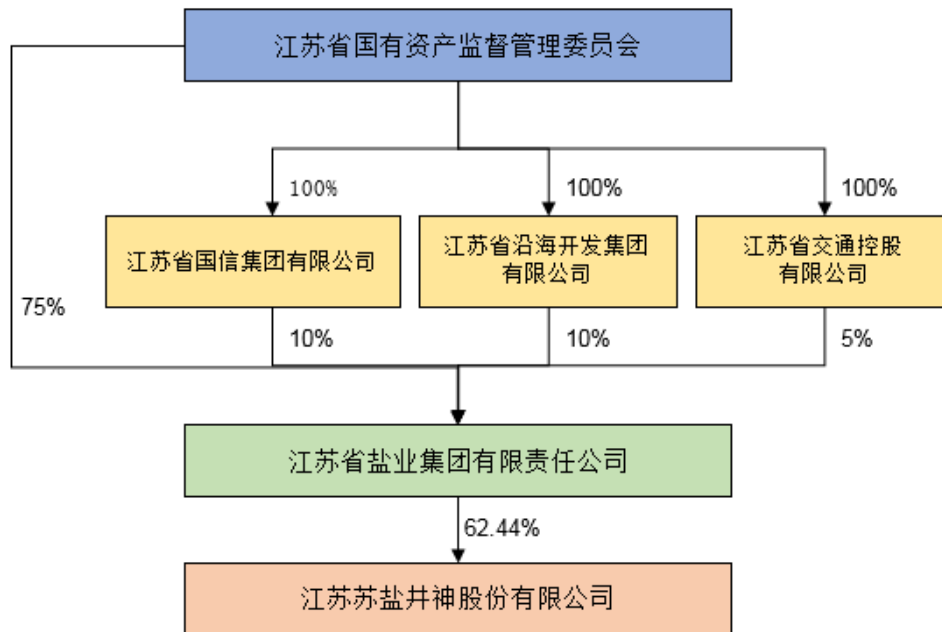 江苏省国有资产监督管理委员会
100%
100%
100%
江苏省国信集团有限公司
江苏省沿海开发集团
有限公司
江苏省交通控股
有限公司
75%
10%
10%
5%
江苏省盐业集团有限责任公司
62.44%
江苏苏盐井神股份有限公司